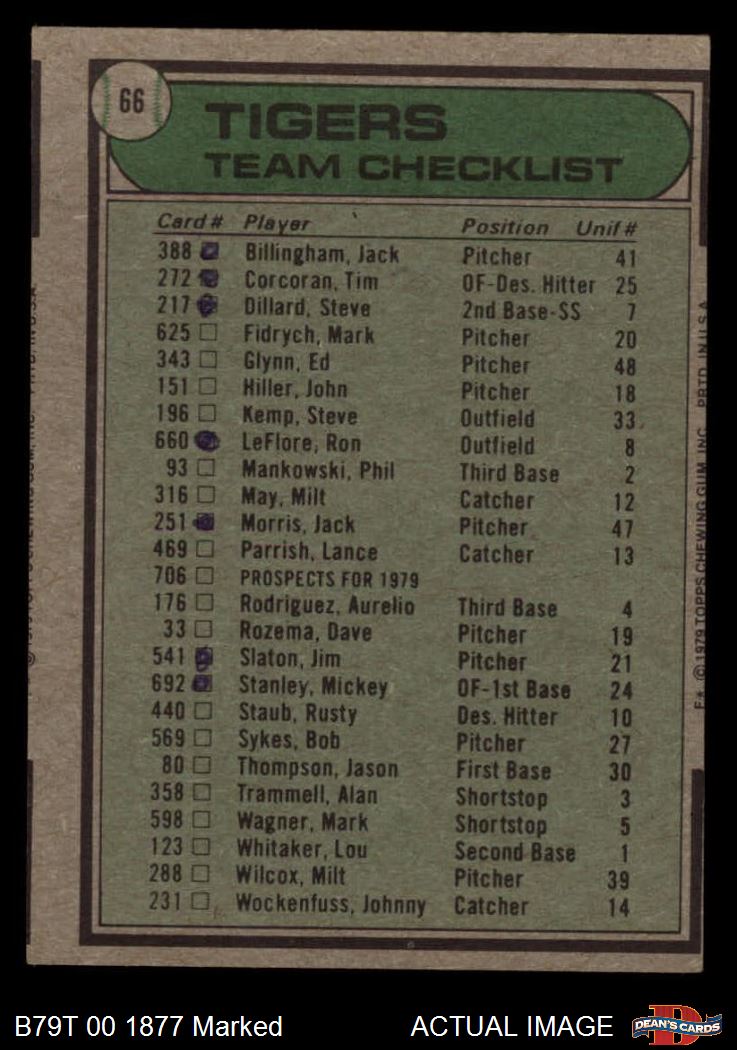 66
TIGERS
TEAM CHECKLIST
Card # Player Position Unif #
388 Billingham, Jack Pitcher 41
272 Corcoran, Tim OF-Des. Hitter 25
217 Dillard, Steve 2nd Base-SS 7
625 Fidrych, Mark Pitcher 20
343 Glynn, Ed Pitcher 48
151 Hiller, John Pitcher 18
196 Kemp, Steve Outfield 33
660 LeFlore, Ron Outfield 8
93 Mankowski, Phil Third Base 2
316 May, Milt Catcher 12
251 Morris, Jack Pitcher 47
469 Parrish, Lance Catcher 13
706 PROSPECTS FOR 1979
176 Rodriguez, Aurelio Third Base 4
33 Rozema, Dave Pitcher 19
541 Slaton, Jim Pitcher 21
692 Stanley, Mickey OF-1st Base 24
440 Staub, Rusty Des. Hitter 10
569 Sykes, Bob Pitcher 27
80 Thompson, Jason First Base 30
358 Trammell, Alan Shortstop 3
598 Wagner, Mark Shortstop 5
123 Whitaker, Lou Second Base 1
288 Wilcox, Milt Pitcher 39
231 Wockenfuss, Johnny Catcher 14
F* © 1979 TOPPS CHEWING GUM, INC. PRTD. IN U.S.A.
B79T 00 1877 Marked
ACTUAL IMAGE
DEAN'S CARDS